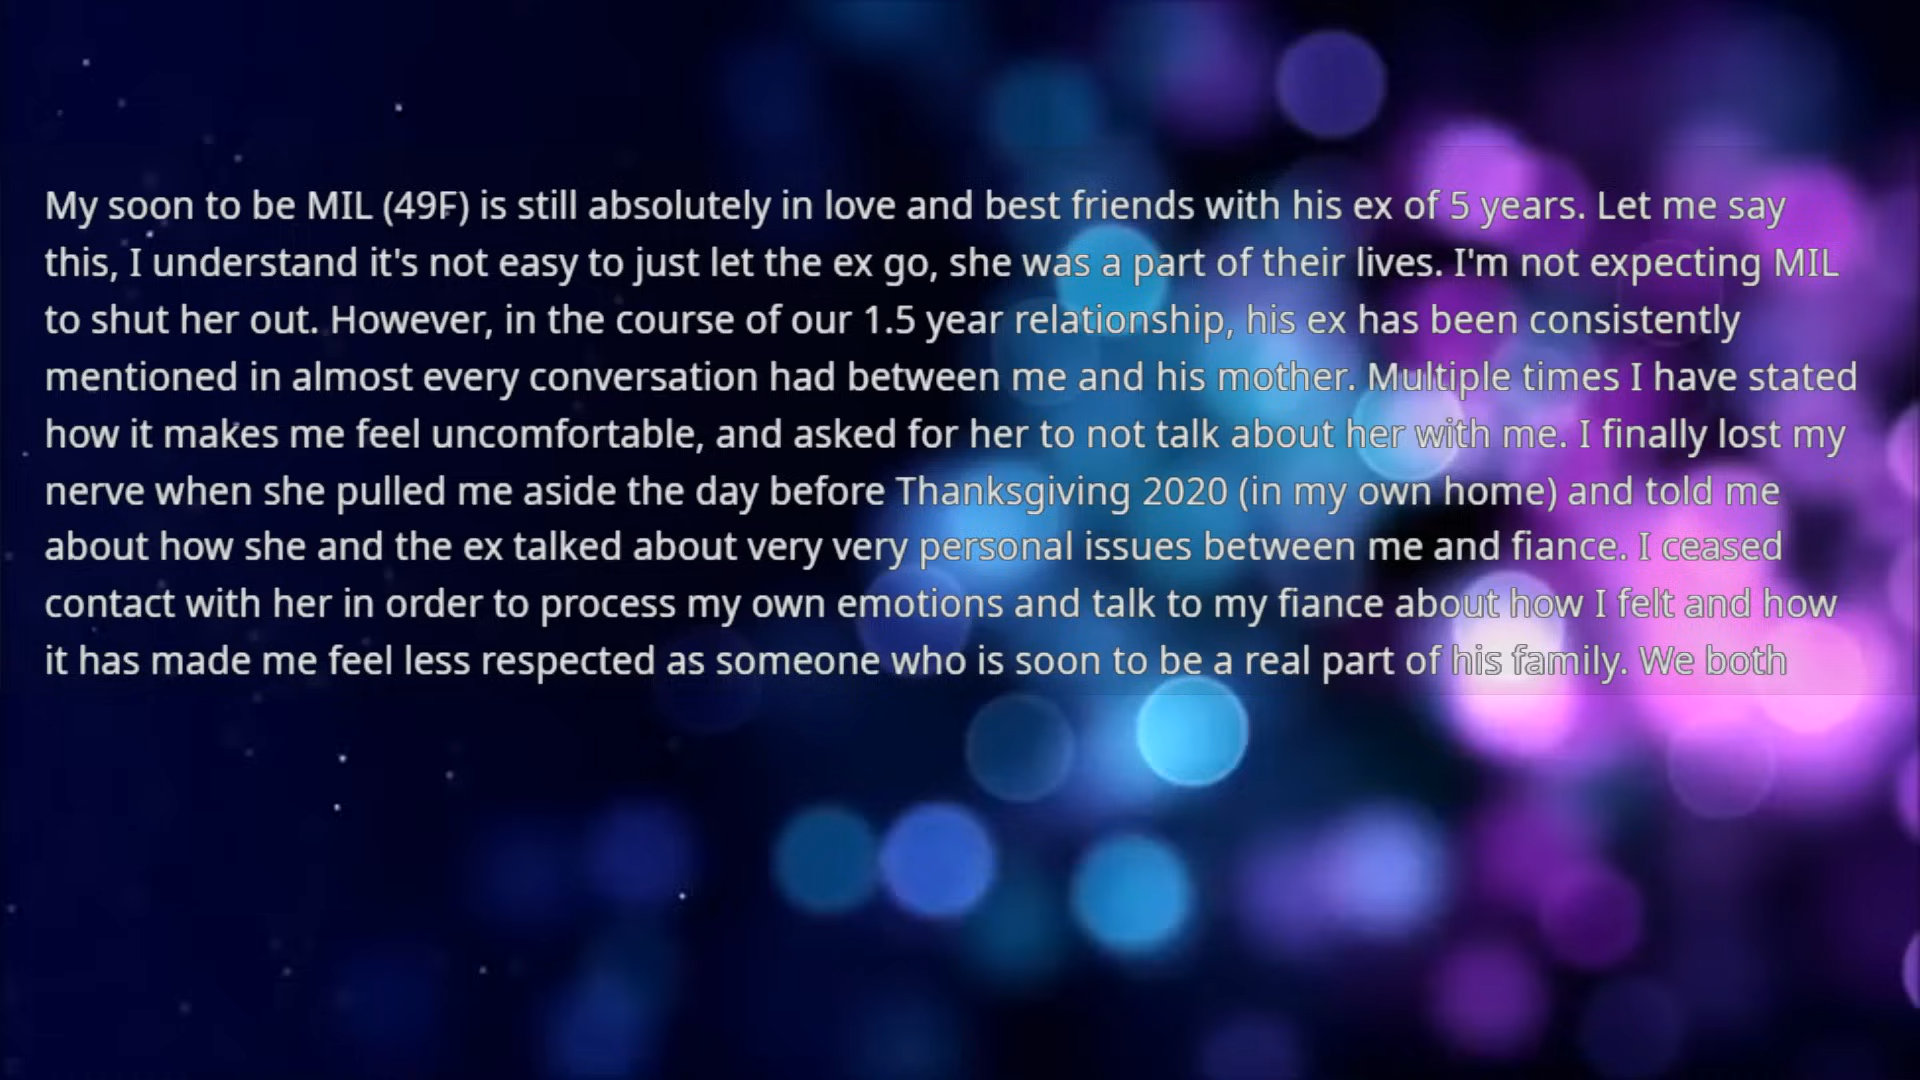 My soon to be MIL (49F) is still absolutely in love and best friends with his ex of 5 years. Let me say
this, I understand it's not easy to just let the ex go, she was a part of their lives. I'm not expecting MIL
to shut her out. However, in the course of our 1.5 year relationship, his ex has been consistently
mentioned in almost every conversation had between me and his mother. Multiple times I have stated
how it makes me feel uncomfortable, and asked for her to not talk about her with me. I finally lost my
nerve when she pulled me aside the day before Thanksgiving 2020 (in my own home) and told me
about how she and the ex talked about very very personal issues between me and fiance. I ceased
contact with her in order to process my own emotions and talk to my fiance about how I felt and how
it has made me feel less respected as someone who is soon to be a real part of his family. We both